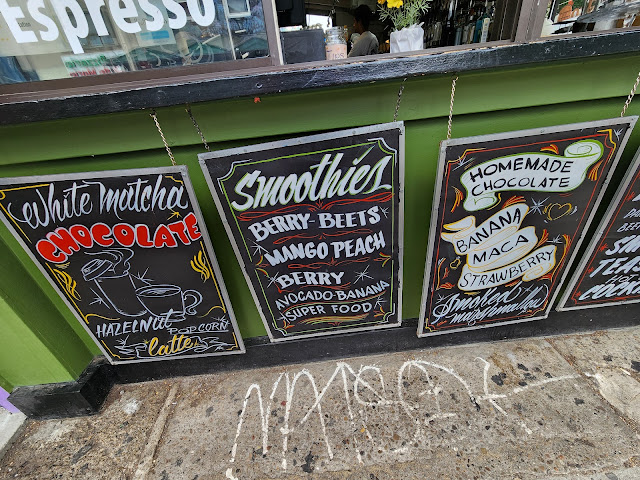 Espresso
White Matcha
CHOCOLATE
HAZELNUT
POPCORN
latte
Smoothies
BERRY-BEETS
MANGO PEACH
BERRY
AVOCADO-BANANA
SUPER FOOD
HOMEMADE
CHOCOLATE
BANANA
MACA
STRAWBERRY
Smoked
marshmallow